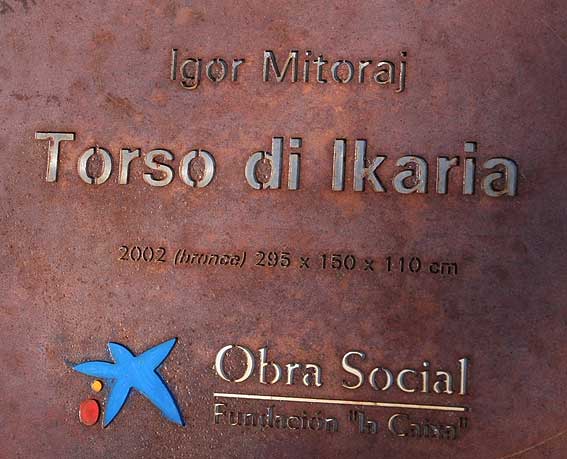 Igor Mitoraj
Torso di Ikaria
2002 (bronce) 295 x 150 x 110 cm
Obra Social
Fundación "la Caixa"